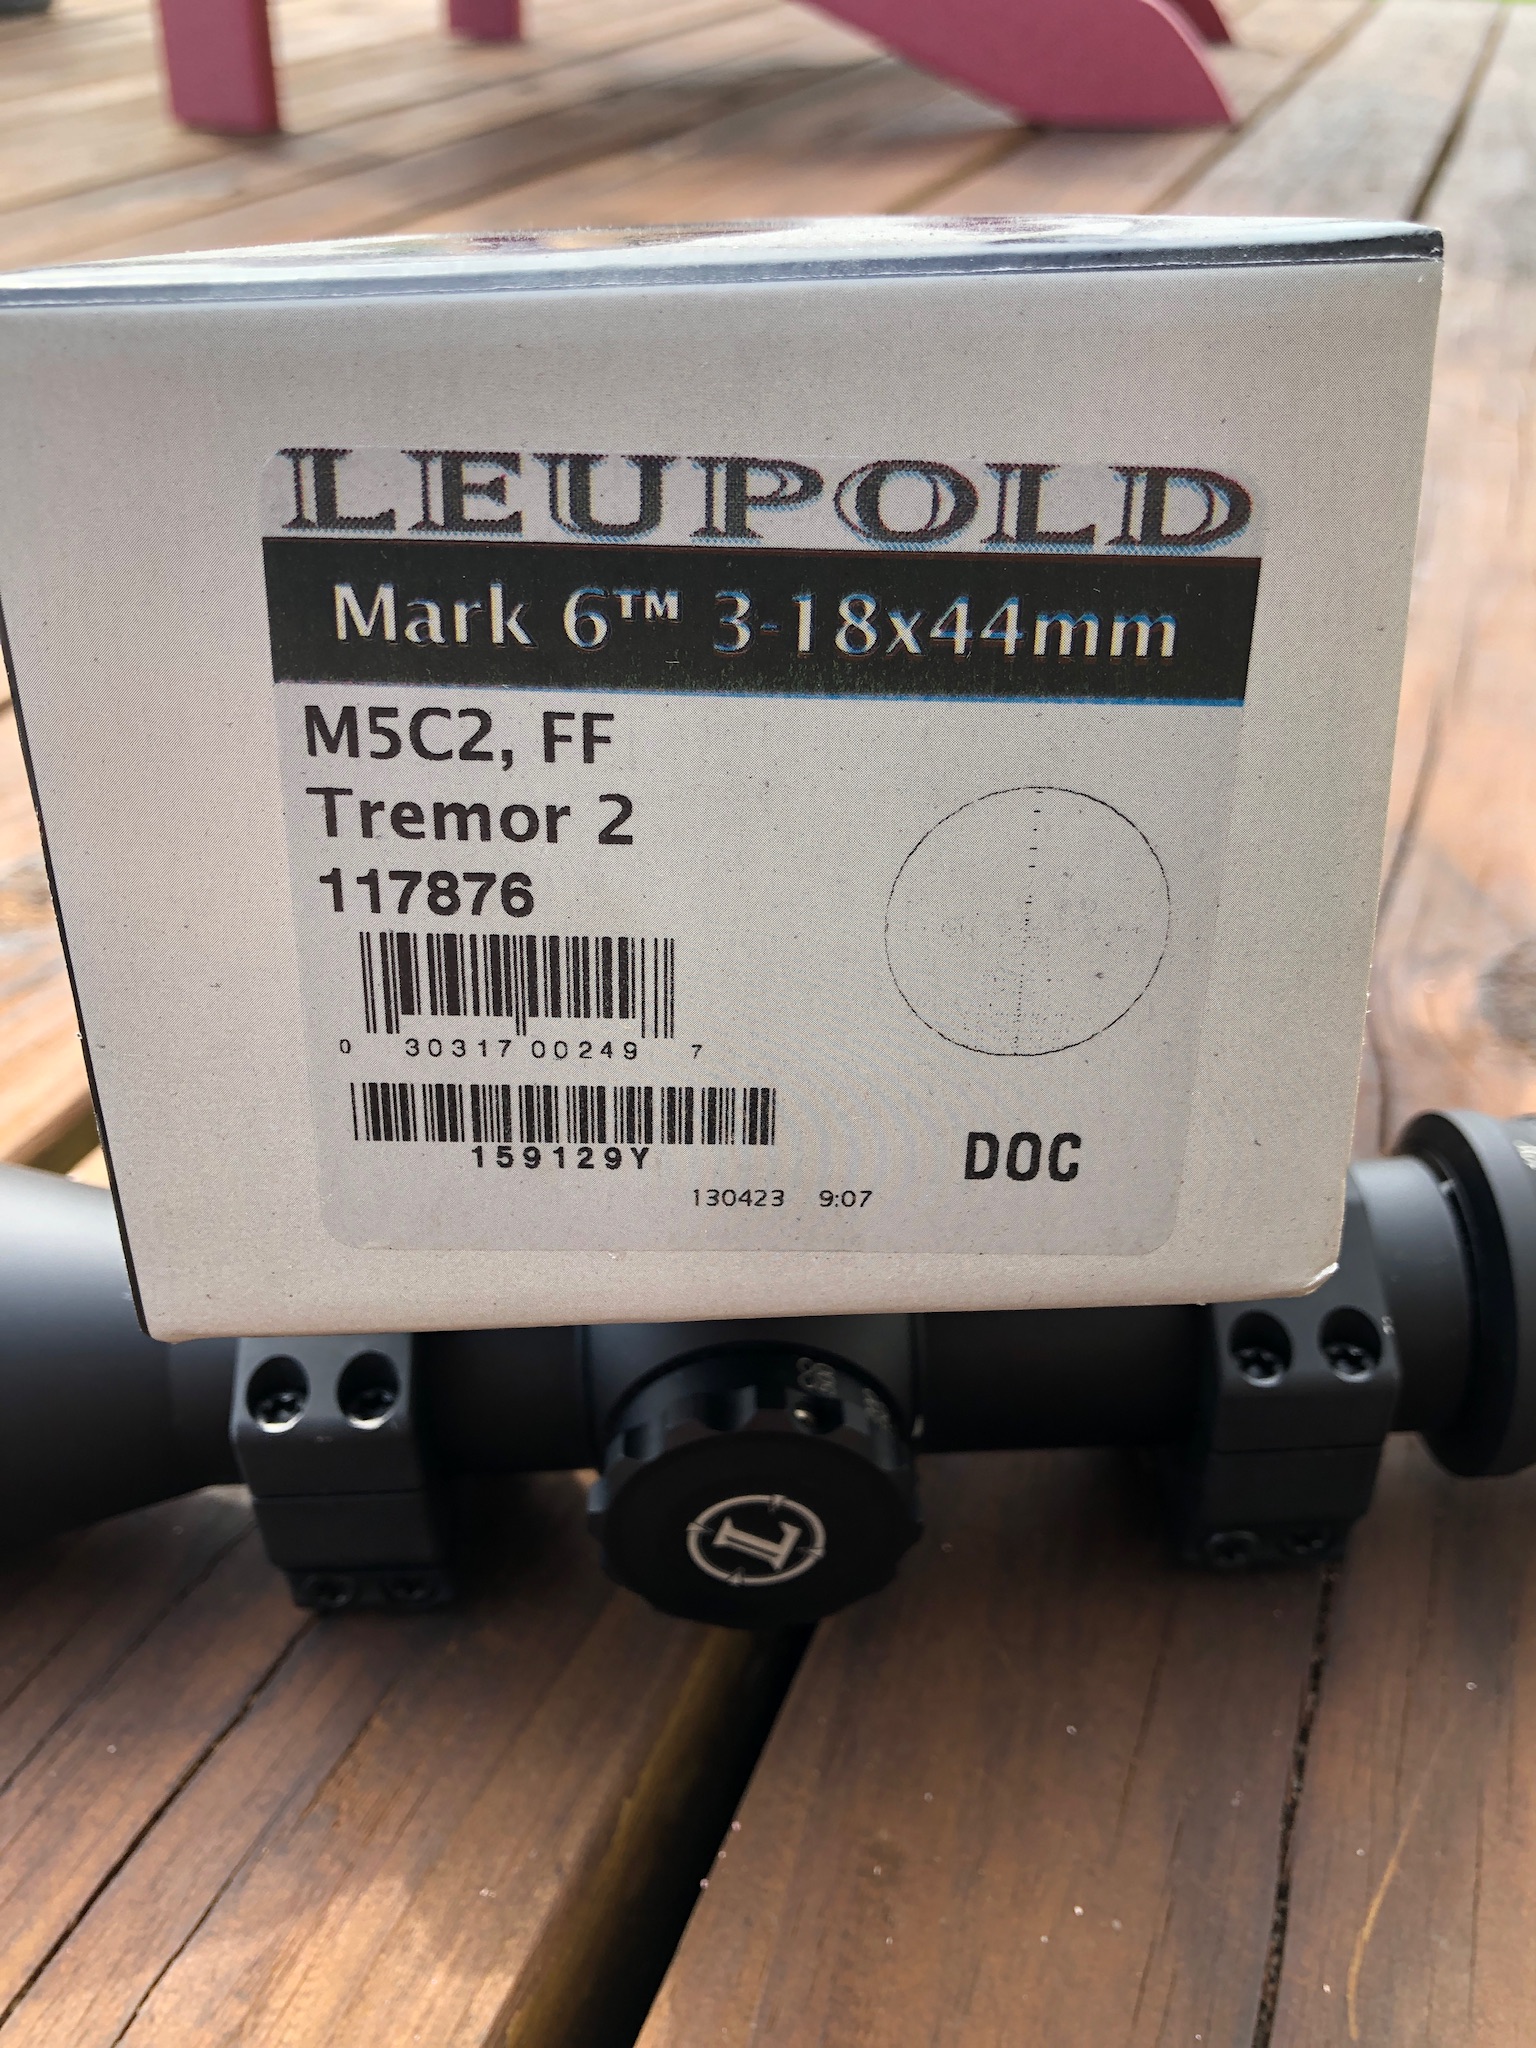 LEUPOLD
Mark 6™ 3-18x44mm
M5C2, FF
Tremor 2
117876
0 30317 00249 7
159129Y
DOC
130423 9:07
L